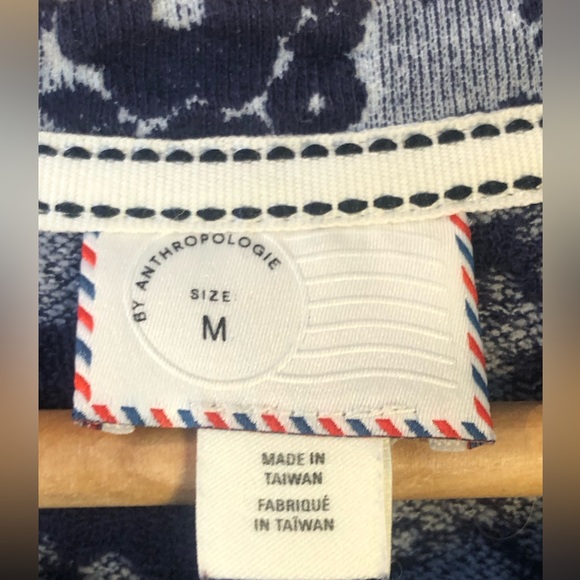 BY ANTHROPOLOGIE
SIZE
M
MADE IN
TAIWAN
FABRIQUÉ
IN TAÏWAN